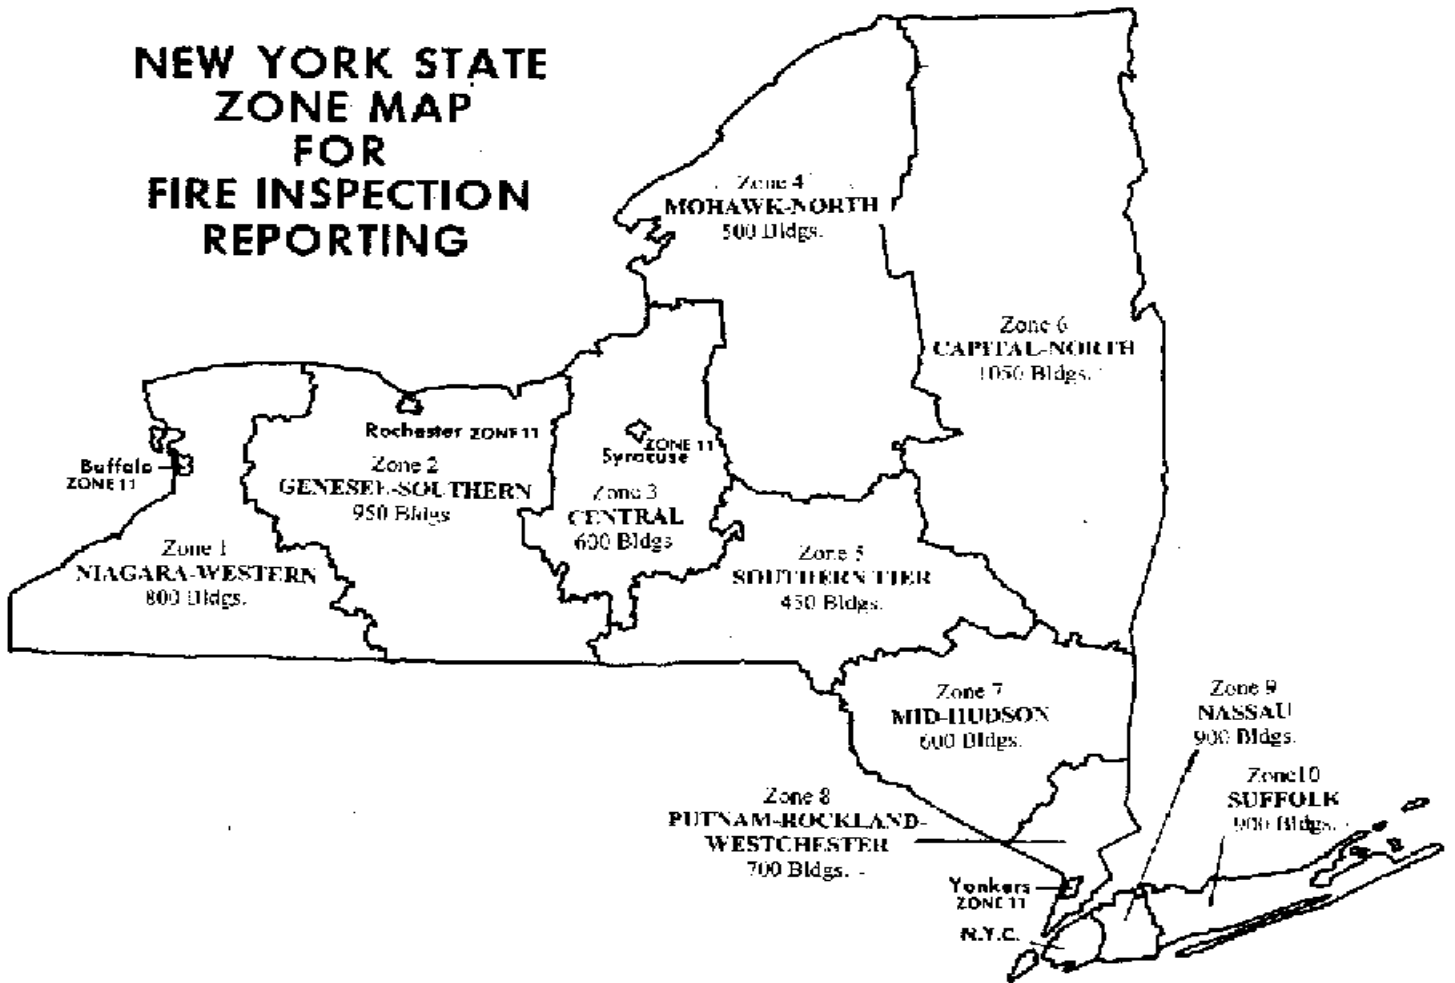 NEW YORK STATE
ZONE MAP
FOR
FIRE INSPECTION
REPORTING
Zone 4
MOHAWK-NORTH
500 Bldgs.
Zone 6
CAPITAL-NORTH
1050 Bldgs.
Rochester ZONE 11
Buffalo
ZONE 11
ZONE 11
Syracuse
Zone 2
GENESEE-SOUTHERN
950 Bldgs
Zone 3
CENTRAL
600 Bldgs
Zone 1
NIAGARA-WESTERN
800 Bldgs.
Zone 5
SOUTHERN TIER
450 Bldgs.
Zone 7
MID-HUDSON
600 Bldgs.
Zone 9
NASSAU
900 Bldgs.
Zone10
SUFFOLK
900 Bldgs.
Zone 8
PUTNAM-ROCKLAND-
WESTCHESTER
700 Bldgs.
Yonkers
ZONE 11
N.Y.C.